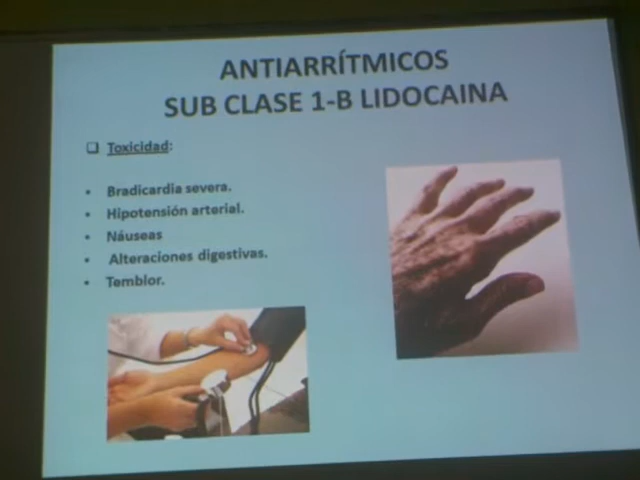 ANTIARRÍTMICOS
SUB CLASE 1-B LIDOCAINA
❑ Toxicidad:
• Bradicardia severa.
• Hipotensión arterial.
• Náuseas
• Alteraciones digestivas.
• Temblor.